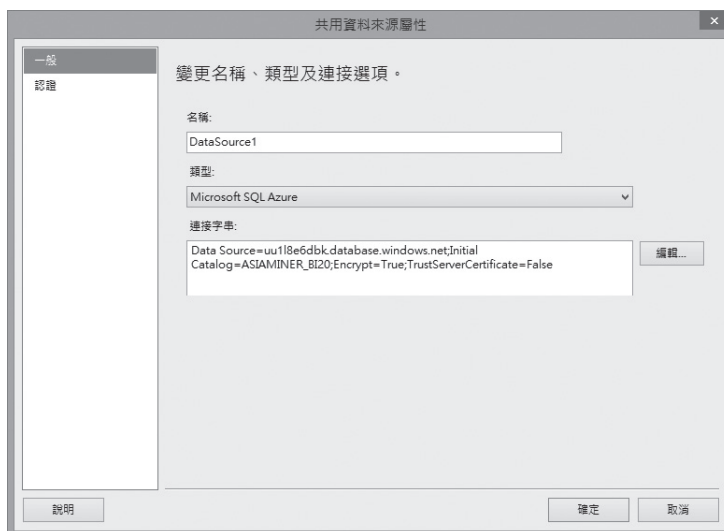 共用資料來源屬性
一般
認證
變更名稱、類型及連接選項。
名稱:
DataSource1
類型:
Microsoft SQL Azure
連接字串:
Data Source=uu1l8e6dbk.database.windows.net;Initial
Catalog=ASIAMINER_BI20;Encrypt=True;TrustServerCertificate=False
編輯...
說明
確定
取消